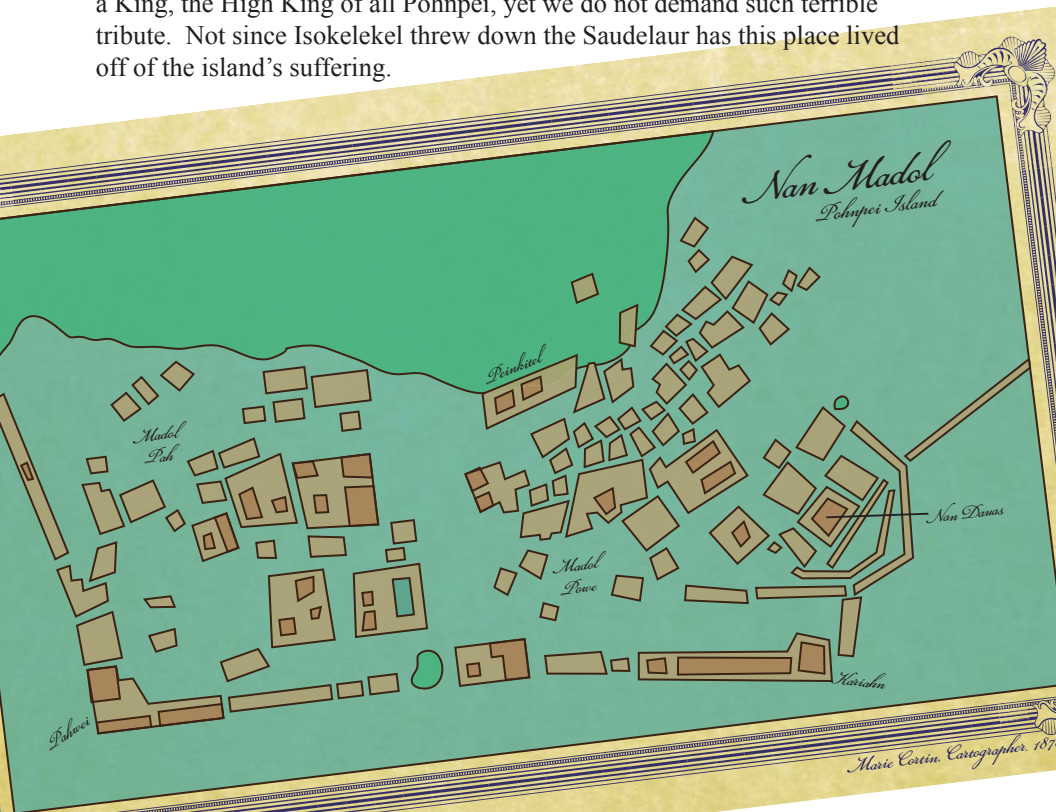 a King, the High King of all Pohnpei, yet we do not demand such terrible
tribute.  Not since Isokelekel threw down the Saudelaur has this place lived
off of the island’s suffering.
Nan Madol
Pohnpei Island
Peinkitel
Madol
Pah
Nan Dauas
Madol
Powe
Kariahn
Pahwei
Marie Cortin. Cartographer.